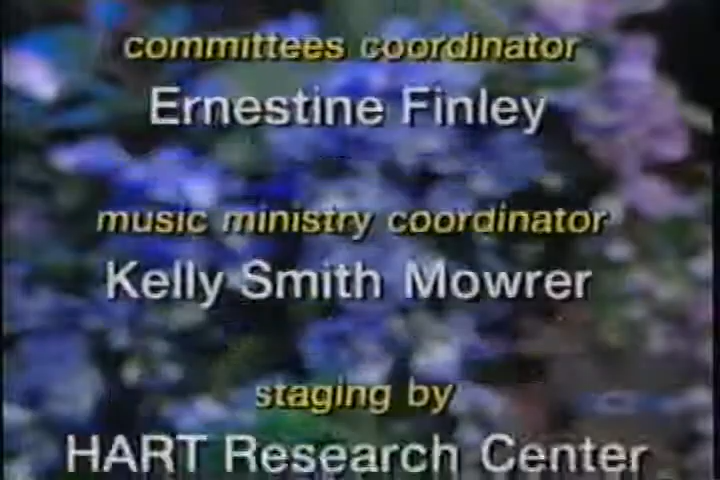 committees coordinator
Ernestine Finley
music ministry coordinator
Kelly Smith Mowrer
staging by
HART Research Center